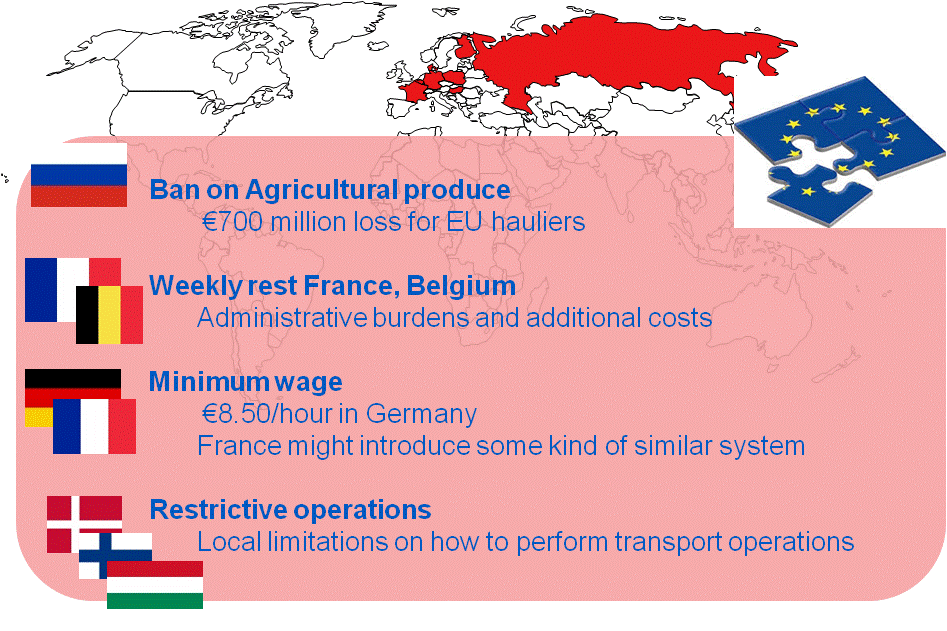 Ban on Agricultural produce
€700 million loss for EU hauliers
Weekly rest France, Belgium
Administrative burdens and additional costs
Minimum wage
€8.50/hour in Germany
France might introduce some kind of similar system
Restrictive operations
Local limitations on how to perform transport operations